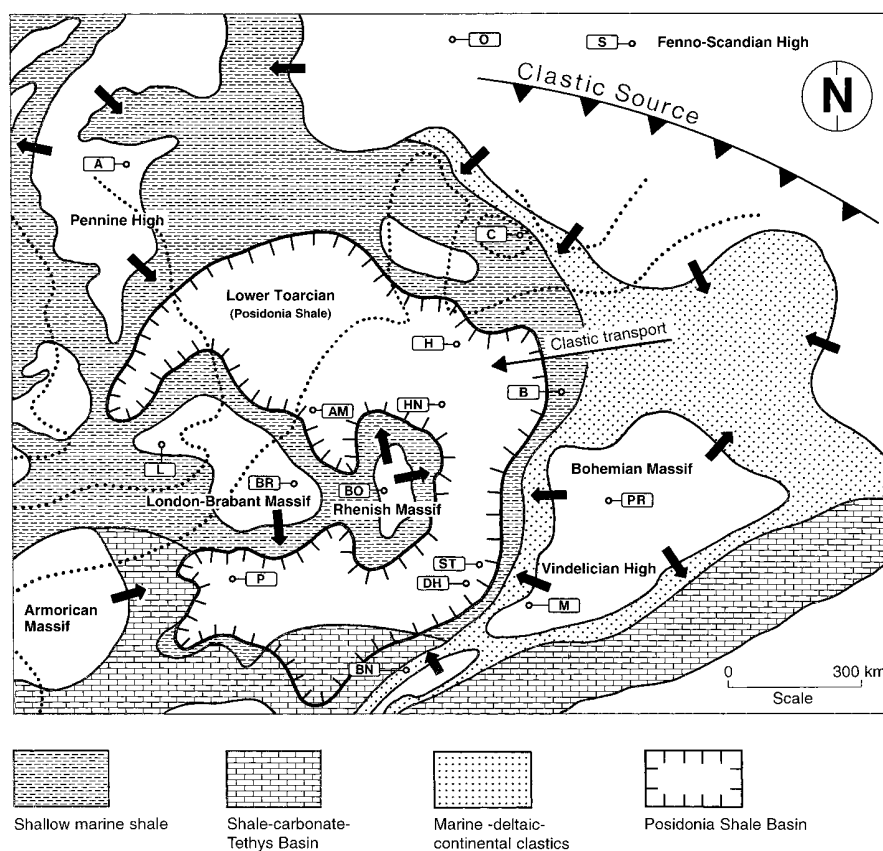 O
S
Fenno-Scandian High
Clastic Source
N
A
Pennine High
C
Lower Toarcian
(Posidonia Shale)
H
Clastic transport
B
AM
HN
L
BR
BO
London-Brabant Massif
Rhenish Massif
Bohemian Massif
PR
ST
DH
Vindelician High
P
M
Armorican
Massif
BN
0 300 km
Scale
Shallow marine shale
Shale-carbonate-
Tethys Basin
Marine -deltaic-
continental clastics
Posidonia Shale Basin